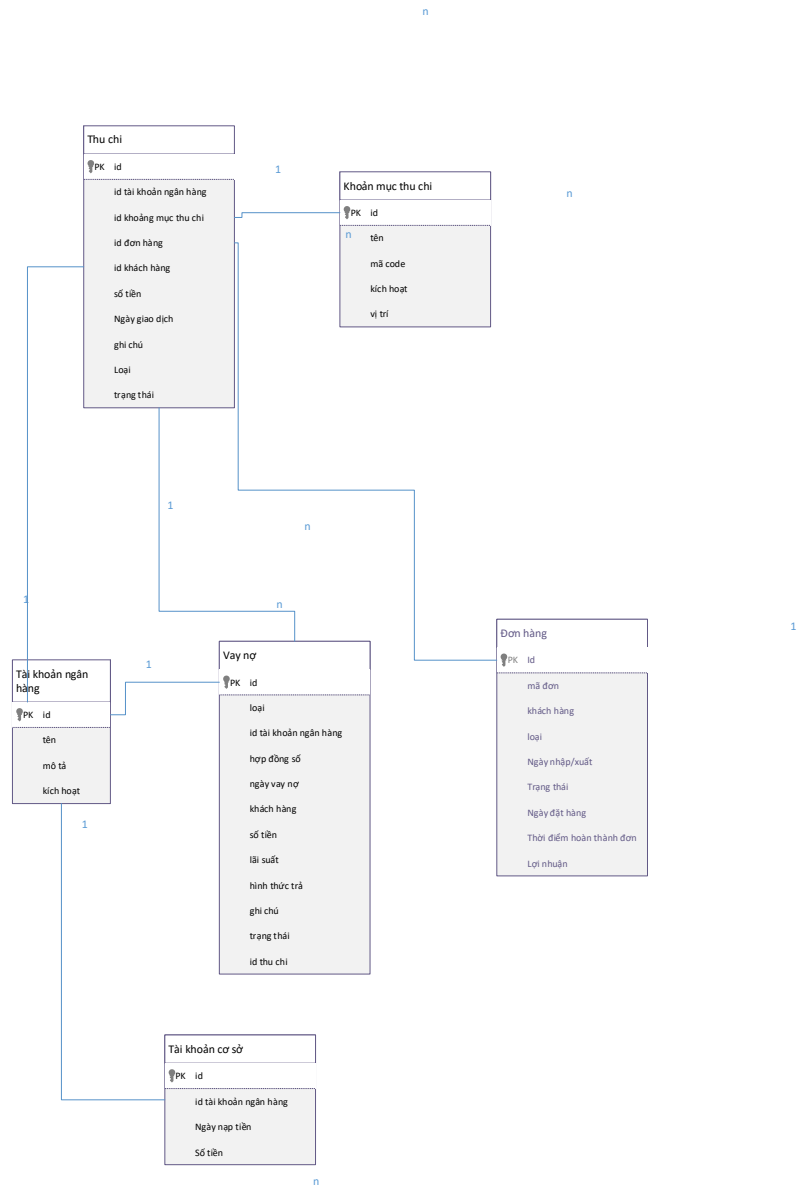 n
Thu chi
PK id
id tài khoản ngân hàng
id khoảng mục thu chi
id đơn hàng
id khách hàng
số tiền
Ngày giao dịch
ghi chú
Loại
trạng thái
1
Khoản mục thu chi
PK id
n
tên
mã code
kích hoạt
vị trí
n
1
n
1
n
1
1
Tài khoản ngân
hàng
PK id
tên
mô tả
kích hoạt
1
Vay nợ
PK id
loại
id tài khoản ngân hàng
hợp đồng số
ngày vay nợ
khách hàng
số tiền
lãi suất
hình thức trả
ghi chú
trạng thái
id thu chi
Đơn hàng
PK Id
mã đơn
khách hàng
loại
Ngày nhập/xuất
Trạng thái
Ngày đặt hàng
Thời điểm hoàn thành đơn
Lợi nhuận
Tài khoản cơ sở
PK id
id tài khoản ngân hàng
Ngày nạp tiền
Số tiền
n